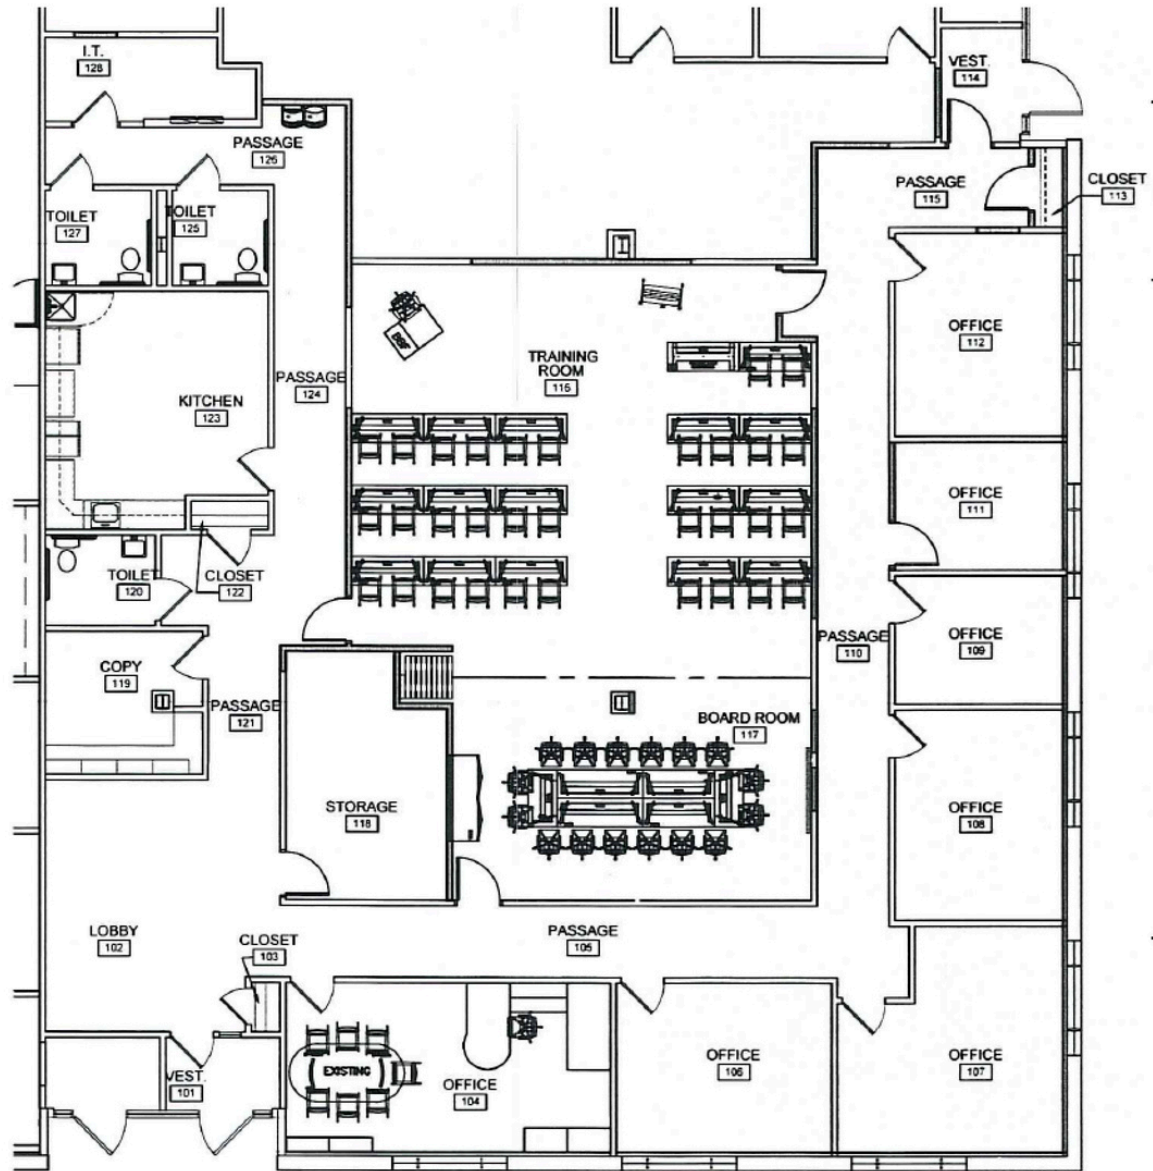 I.T.
128
VEST.
114
PASSAGE
126
PASSAGE
115
CLOSET
113
TOILET
127
TOILET
125
OFFICE
112
TRAINING
ROOM
116
PASSAGE
124
KITCHEN
123
OFFICE
111
TOILET
120
CLOSET
122
PASSAGE
110
OFFICE
109
COPY
119
PASSAGE
121
BOARD ROOM
117
STORAGE
118
OFFICE
108
LOBBY
102
CLOSET
103
PASSAGE
105
OFFICE
106
OFFICE
107
EXISTING
VEST.
101
OFFICE
104